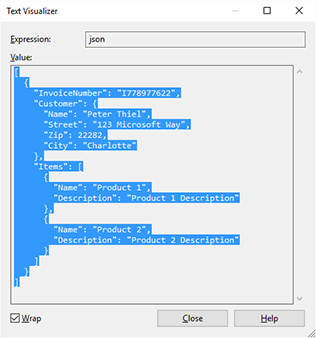 Text Visualizer
Expression: json
Value:
[
  {
    "InvoiceNumber": "I778977622",
    "Customer": {
      "Name": "Peter Thiel",
      "Street": "123 Microsoft Way",
      "Zip": 22282,
      "City": "Charlotte"
    },
    "Items": [
      {
        "Name": "Product 1",
        "Description": "Product 1 Description"
      },
      {
        "Name": "Product 2",
        "Description": "Product 2 Description"
      }
    ]
  }
]
Wrap Close Help